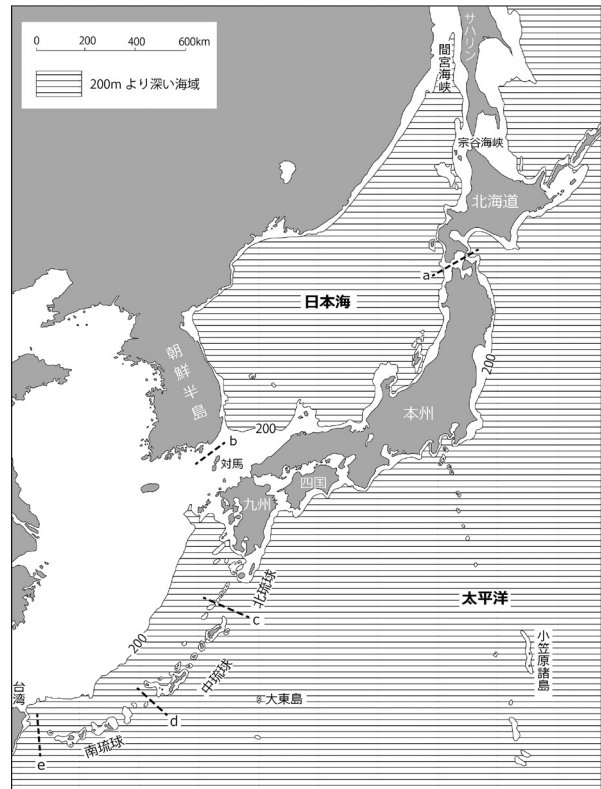 0 200 400 600km
200m より深い海域
サハリン
間宮海峡
宗谷海峡
北海道
a
日本海
朝鮮半島
200
本州
200
b
対馬
四国
九州
北琉球
c
太平洋
小笠原諸島
200
中琉球
台湾
大東島
d
南琉球
e